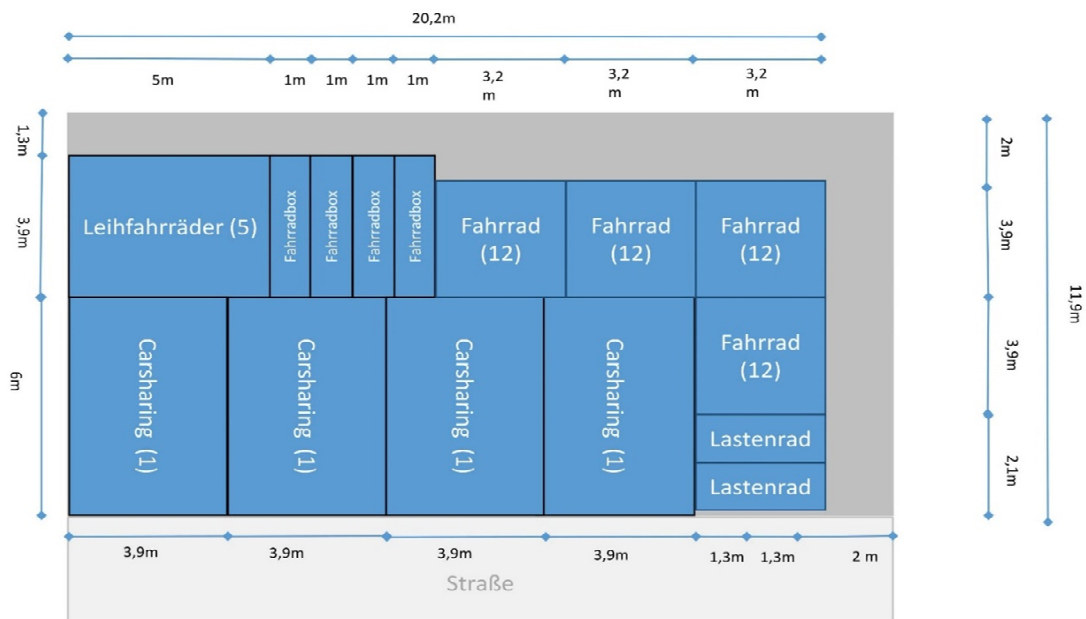 20,2m
5m
1m
1m
1m
1m
3,2
m
3,2
m
3,2
m
1,3m
3,9m
6m
Leihfahrräder (5)
Fahrradbox
Fahrradbox
Fahrradbox
Fahrradbox
Fahrrad
(12)
Fahrrad
(12)
Fahrrad
(12)
Carsharing (1)
Carsharing (1)
Carsharing (1)
Carsharing (1)
Fahrrad
(12)
Lastenrad
Lastenrad
2m
3,9m
3,9m
2,1m
11,9m
3,9m
3,9m
3,9m
3,9m
1,3m
1,3m
2 m
Straße